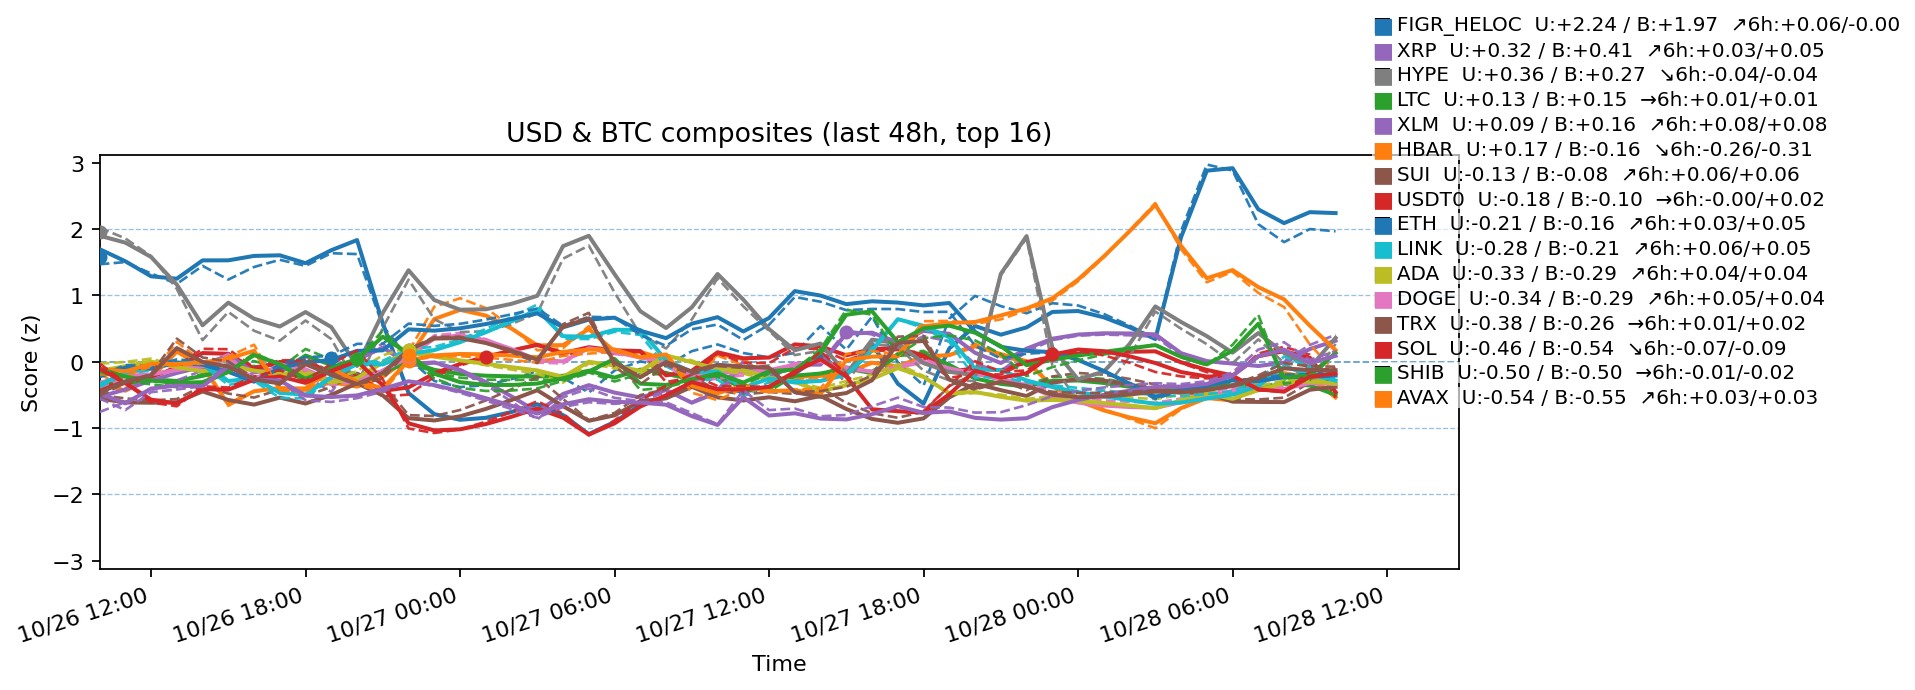 FIGR_HELOC U:+2.24 / B:+1.97 ↗6h:+0.06/-0.00
XRP U:+0.32 / B:+0.41 ↗6h:+0.03/+0.05
HYPE U:+0.36 / B:+0.27 ↘6h:-0.04/-0.04
LTC U:+0.13 / B:+0.15 →6h:+0.01/+0.01
XLM U:+0.09 / B:+0.16 ↗6h:+0.08/+0.08
HBAR U:+0.17 / B:-0.16 ↘6h:-0.26/-0.31
SUI U:-0.13 / B:-0.08 ↗6h:+0.06/+0.06
USDT0 U:-0.18 / B:-0.10 →6h:-0.00/+0.02
ETH U:-0.21 / B:-0.16 ↗6h:+0.03/+0.05
LINK U:-0.28 / B:-0.21 ↗6h:+0.06/+0.05
ADA U:-0.33 / B:-0.29 ↗6h:+0.04/+0.04
DOGE U:-0.34 / B:-0.29 ↗6h:+0.05/+0.04
TRX U:-0.38 / B:-0.26 →6h:+0.01/+0.02
SOL U:-0.46 / B:-0.54 ↘6h:-0.07/-0.09
SHIB U:-0.50 / B:-0.50 →6h:-0.01/-0.02
AVAX U:-0.54 / B:-0.55 ↗6h:+0.03/+0.03
USD & BTC composites (last 48h, top 16)
Score (z)
3
2
1
0
−1
−2
−3
10/26 12:00
10/26 18:00
10/27 00:00
10/27 06:00
10/27 12:00
10/27 18:00
10/28 00:00
10/28 06:00
10/28 12:00
Time